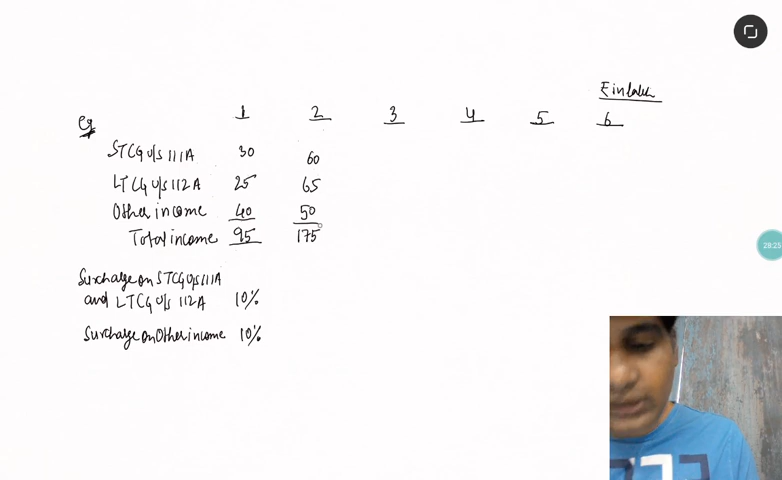 ₹ in lakh
Eg 1 2 3 4 5 6
STCG u/s 111A 30 60
LTCG u/s 112A 25 65
Other income 40 50
Total income 95 175
Surcharge on STCG u/s 111A
and LTCG u/s 112A 10%
Surcharge on Other income 10%
28:25